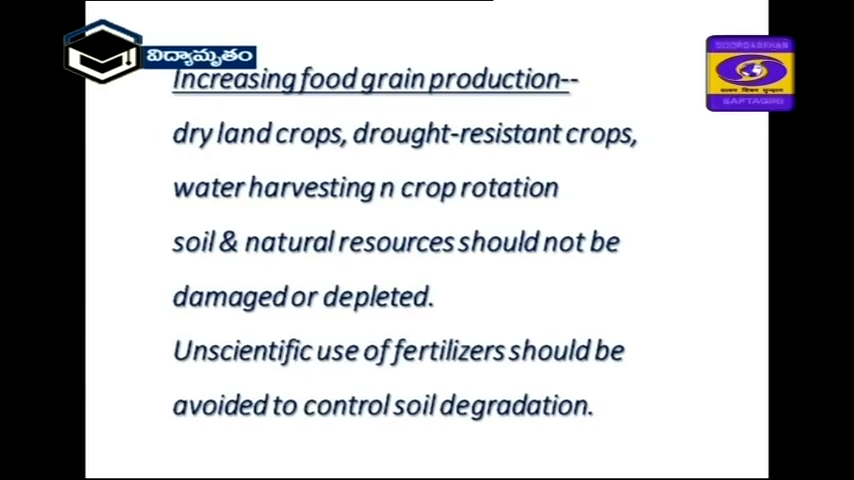 విద్యామృతం
DOORDARSHAN
SAPTAGIRI
Increasing food grain production--
dry land crops, drought-resistant crops,
water harvesting n crop rotation
soil & natural resources should not be
damaged or depleted.
Unscientific use of fertilizers should be
avoided to control soil degradation.